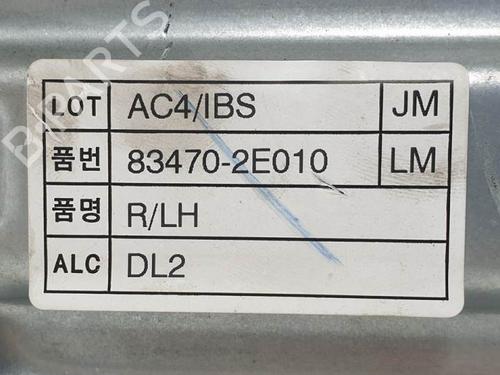 B-PARTS
LOT AC4/IBS JM
품번 83470-2E010 LM
품명 R/LH
ALC DL2